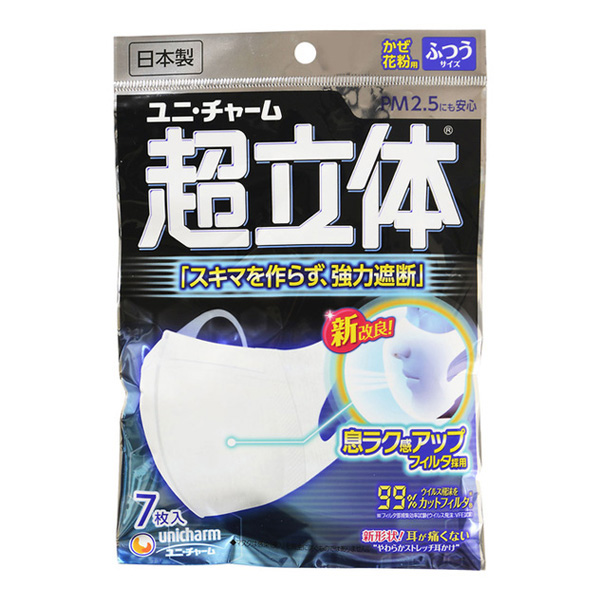 日本製
かぜ
花粉用
ふつう
サイズ
ユニ・チャーム
PM2.5にも安心
超立体®
「スキマを作らず、強力遮断」
新改良!
息ラク感アップ
フィルタ採用
99%
ウイルス飛沫を
カットフィルタ
7枚入
unicharm
ユニ・チャーム
新形状!耳が痛くない
"やわらかストレッチ耳かけ"